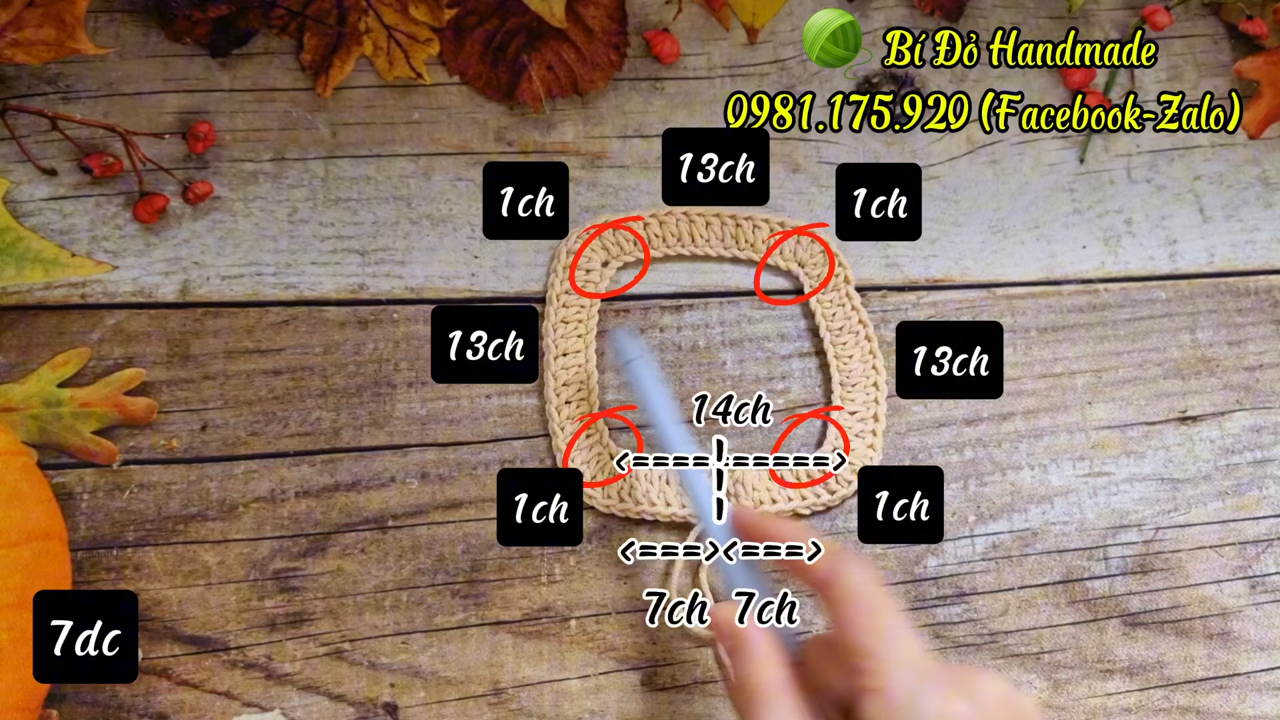 Bí Đỏ Handmade
0981.175.920 (Facebook-Zalo)
13ch
1ch
1ch
13ch
13ch
14ch
<====¦=====>
1ch
1ch
<===><===>
7ch 7ch
7dc